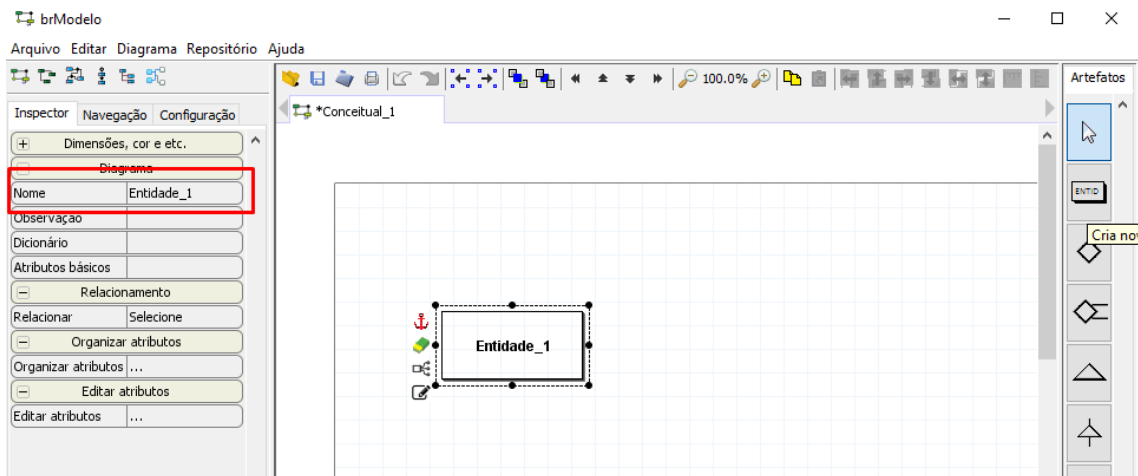 brModelo
Arquivo Editar Diagrama Repositório Ajuda
100.0%
Artefatos
Inspector Navegação Configuração
*Conceitual_1
Dimensões, cor e etc.
Diagrama
Nome Entidade_1
Observação
Dicionário
Atributos básicos
Relacionamento
Relacionar Selecione
Organizar atributos
Organizar atributos ...
Editar atributos
Editar atributos ...
Entidade_1
ENTID
Cria no